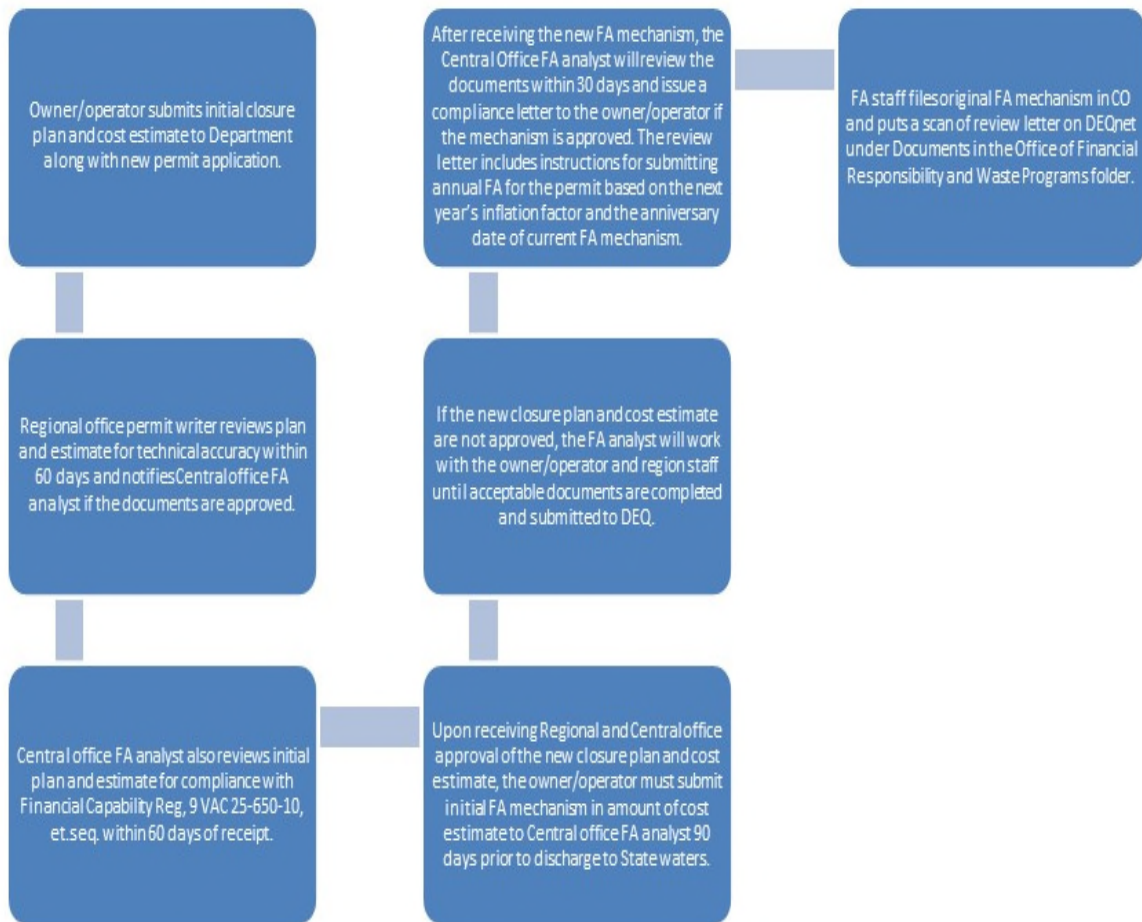 Owner/operator submits initial closure
plan and cost estimate to Department
along with new permit application.
Regional office permit writer reviews plan
and estimate for technical accuracy within
60 days and notifies Central office FA
analyst if the documents are approved.
Central office FA analyst also reviews initial
plan and estimate for compliance with
Financial Capability Reg, 9 VAC 25-650-10,
et.seq. within 60 days of receipt.
Upon receiving Regional and Central office
approval of the new closure plan and cost
estimate, the owner/operator must submit
initial FA mechanism in amount of cost
estimate to Central office FA analyst 90
days prior to discharge to State waters.
If the new closure plan and cost estimate
are not approved, the FA analyst will work
with the owner/operator and region staff
until acceptable documents are completed
and submitted to DEQ.
After receiving the new FA mechanism, the
Central Office FA analyst will review the
documents within 30 days and issue a
compliance letter to the owner/operator if
the mechanism is approved. The review
letter includes instructions for submitting
annual FA for the permit based on the next
year's inflation factor and the anniversary
date of current FA mechanism.
FA staff files original FA mechanism in CO
and puts a scan of review letter on DEQnet
under Documents in the Office of Financial
Responsibility and Waste Programs folder.